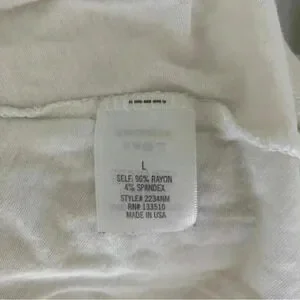 L
SELF: 96% RAYON
4% SPANDEX
STYLE# 2234NM
RN# 133510
MADE IN USA